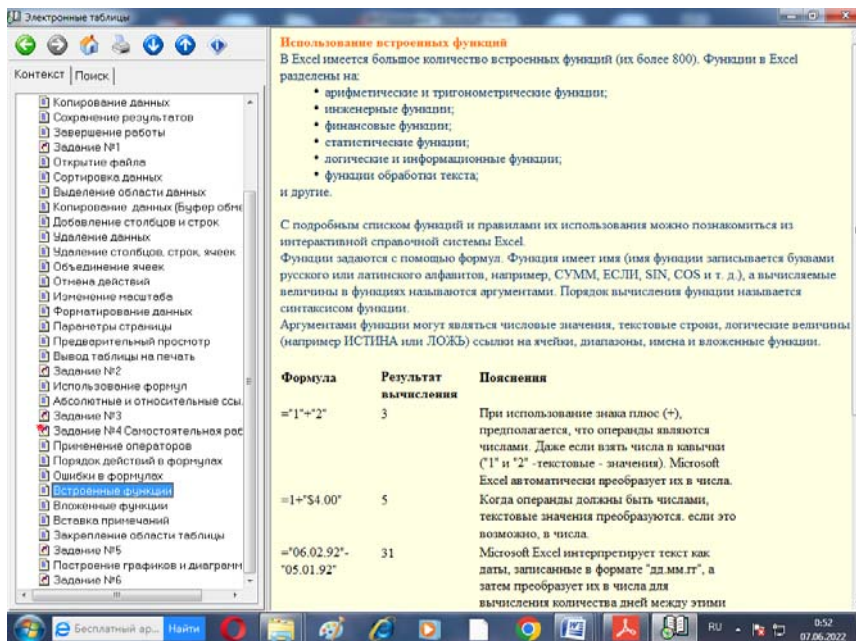 Электронные таблицы
Контекст
Поиск
Копирование данных
Сохранение результатов
Завершение работы
Задание №1
Открытие файла
Сортировка данных
Выделение области данных
Копирование данных (Буфер обме
Добавление столбцов и строк
Удаление данных
Удаление столбцов, строк, ячеек
Объединение ячеек
Отмена действий
Изменение масштаба
Форматирование данных
Параметры страницы
Предварительный просмотр
Вывод таблицы на печать
Задание №2
Использование формул
Абсолютные и относительные ссы.
Задание №3
Задание №4 Самостоятельная раб
Применение операторов
Порядок действий в формулах
Ошибки в формулах
Встроенные функции
Вложенные функции
Вставка примечаний
Закрепление области таблицы
Задание №5
Построение графиков и диаграмм
Задание №6
Использование встроенных функций
В Excel имеется большое количество встроенных функций (их более 800). Функции в Excel
разделены на:
• арифметические и тригонометрические функции;
• инженерные функции;
• финансовые функции;
• статистические функции;
• логические и информационные функции;
• функции обработки текста;
и другие.
С подробным списком функций и правилами их использования можно познакомиться из
интерактивной справочной системы Excel.
Функции задаются с помощью формул. Функция имеет имя (имя функции записывается буквами
русского или латинского алфавитов, например, СУММ, ЕСЛИ, SIN, COS и т. д.), а вычисляемые
величины в функциях называются аргументами. Порядок вычисления функции называется
синтаксисом функции.
Аргументами функции могут являться числовые значения, текстовые строки, логические величины
(например ИСТИНА или ЛОЖЬ) ссылки на ячейки, диапазоны, имена и вложенные функции.
Формула Результат Пояснения
вычисления
="1"+"2" 3 При использование знака плюс (+),
предполагается, что операнды являются
числами. Даже если взять числа в кавычки
("1" и "2" -текстовые - значения). Microsoft
Excel автоматически преобразует их в числа.
=1+"$4.00" 5 Когда операнды должны быть числами,
текстовые значения преобразуются. если это
возможно, в числа.
="06.02.92"- 31 Microsoft Excel интерпретирует текст как
"05.01.92" даты, записанные в формате "дд.мм.гг", а
затем преобразует их в числа для
вычисления количества дней между этими
Бесплатный ар... Найти
RU
0:52
07.06.2022